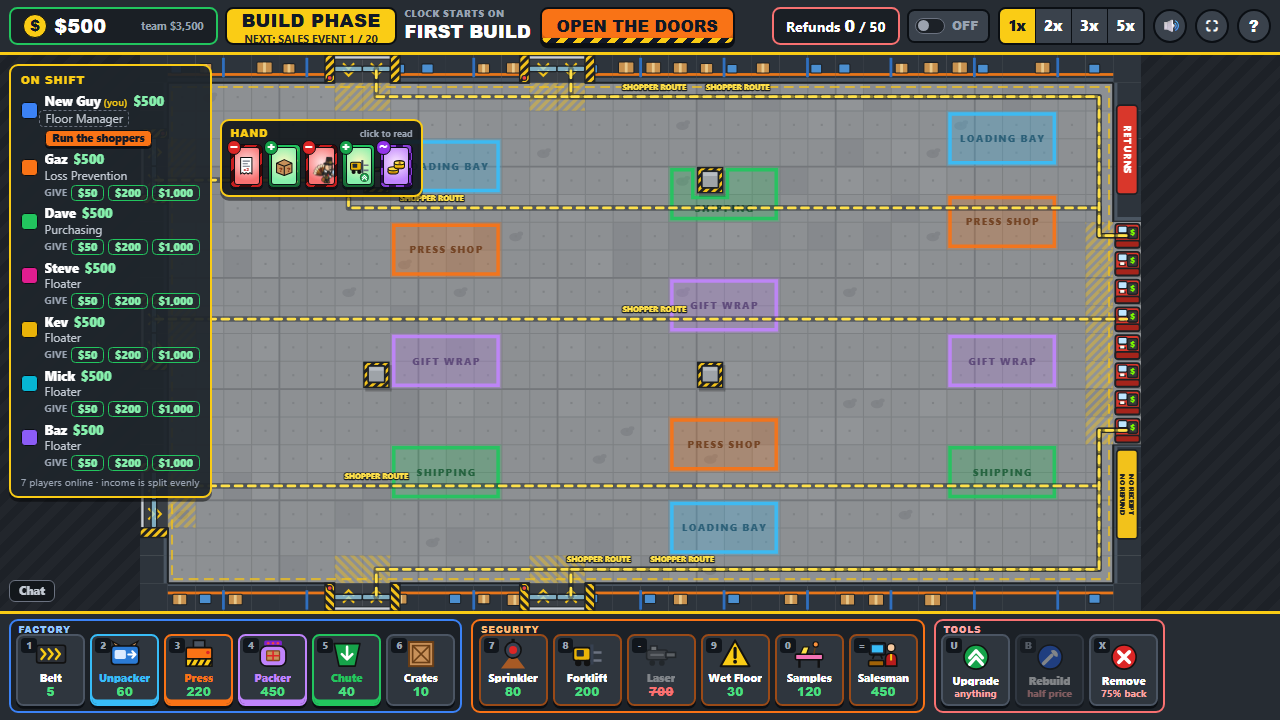 $ $500 team $3,500
BUILD PHASE
NEXT: SALES EVENT 1 / 20
CLOCK STARTS ON
FIRST BUILD
OPEN THE DOORS
Refunds 0 / 50
OFF
1x 2x 3x 5x
?
ON SHIFT
New Guy (you) $500
Floor Manager
Run the shoppers
Gaz $500
Loss Prevention
GIVE $50 $200 $1,000
Dave $500
Purchasing
GIVE $50 $200 $1,000
Steve $500
Floater
GIVE $50 $200 $1,000
Kev $500
Floater
GIVE $50 $200 $1,000
Mick $500
Floater
GIVE $50 $200 $1,000
Baz $500
Floater
GIVE $50 $200 $1,000
7 players online · income is split evenly
HAND click to read
SHOPPER ROUTE SHOPPER ROUTE
LOADING BAY
ADING BAY
RETURNS
SHOPPER ROUTE
PRESS SHOP
PRESS SHOP
GIFT WRAP
SHOPPER ROUTE
GIFT WRAP
GIFT WRAP
PRESS SHOP
SHIPPING
SHIPPING
SHOPPER ROUTE
NO RECEIPT
NO REFUND
LOADING BAY
SHOPPER ROUTE SHOPPER ROUTE
Chat
FACTORY
1 Belt 5
2 Unpacker 60
3 Press 220
4 Packer 450
5 Chute 40
6 Crates 10
SECURITY
7 Sprinkler 80
8 Forklift 200
- Laser 700
9 Wet Floor 30
0 Samples 120
= Salesman 450
TOOLS
U Upgrade anything
B Rebuild half price
X Remove 75% back